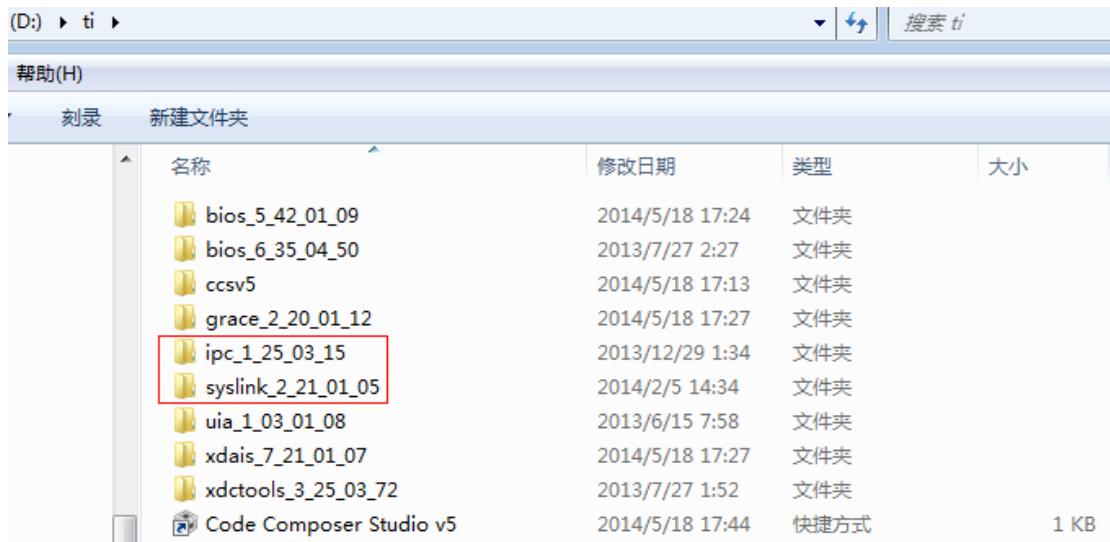 (D:) ti 搜索 ti
帮助(H)
刻录 新建文件夹
名称 修改日期 类型 大小
bios_5_42_01_09 2014/5/18 17:24 文件夹
bios_6_35_04_50 2013/7/27 2:27 文件夹
ccsv5 2014/5/18 17:13 文件夹
grace_2_20_01_12 2014/5/18 17:27 文件夹
ipc_1_25_03_15 2013/12/29 1:34 文件夹
syslink_2_21_01_05 2014/2/5 14:34 文件夹
uia_1_03_01_08 2013/6/15 7:58 文件夹
xdais_7_21_01_07 2014/5/18 17:27 文件夹
xdctools_3_25_03_72 2013/7/27 1:52 文件夹
Code Composer Studio v5 2014/5/18 17:44 快捷方式 1 KB